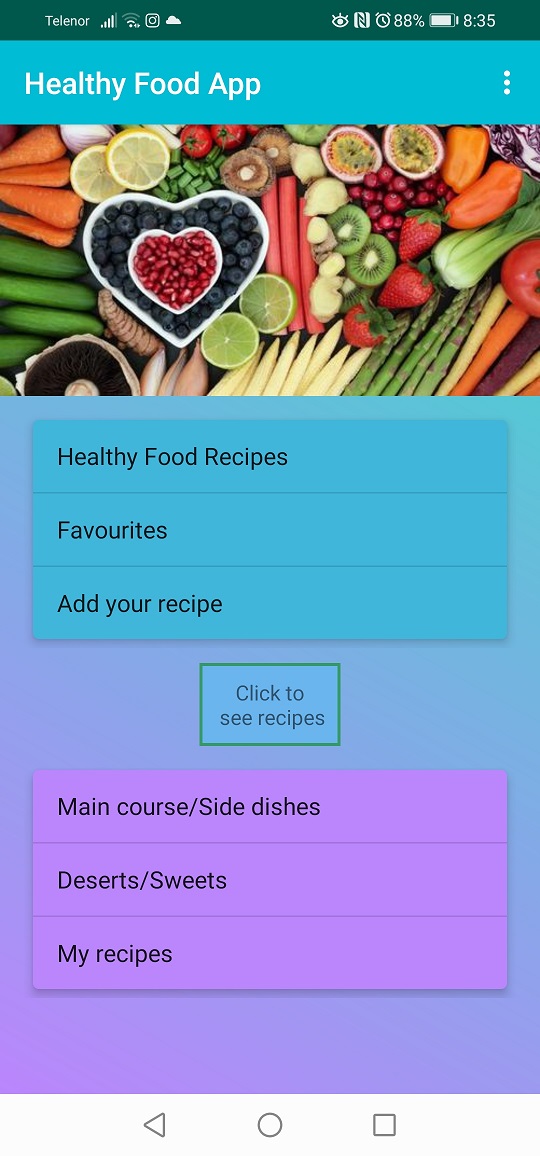 Telenor 88% 8:35
Healthy Food App
Healthy Food Recipes
Favourites
Add your recipe
Click to
see recipes
Main course/Side dishes
Deserts/Sweets
My recipes